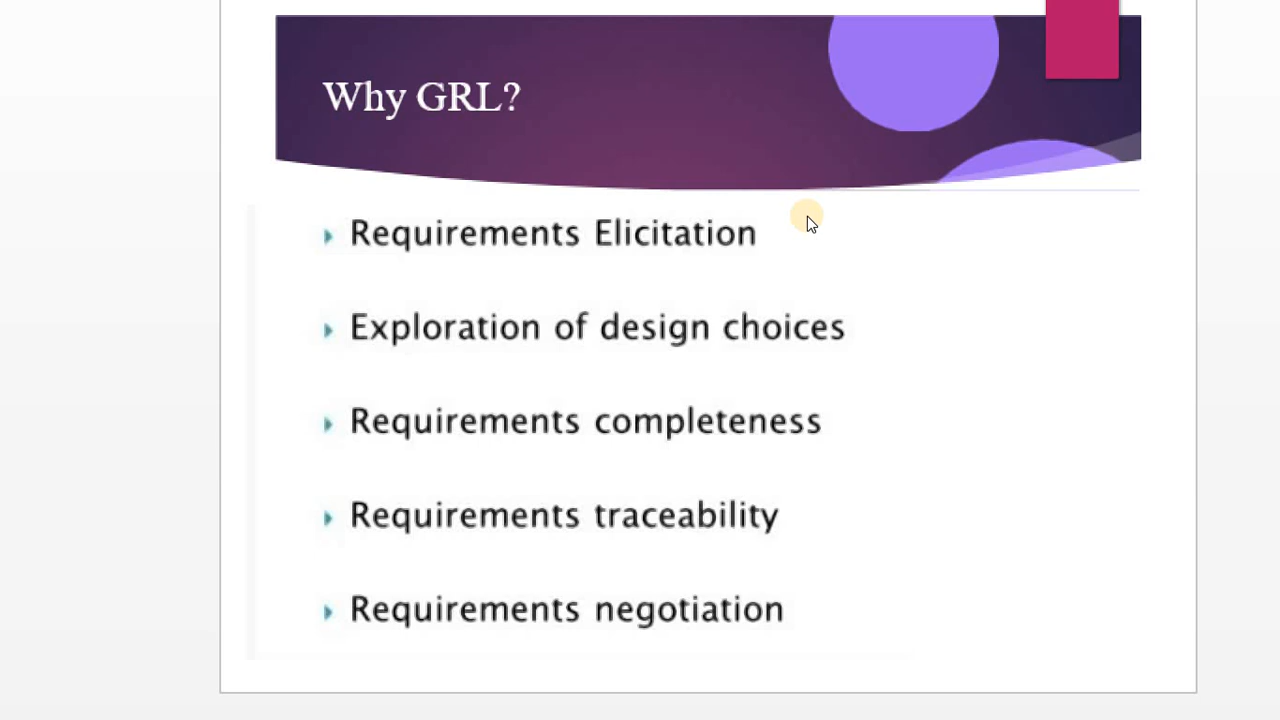 Why GRL?
Requirements Elicitation
Exploration of design choices
Requirements completeness
Requirements traceability
Requirements negotiation